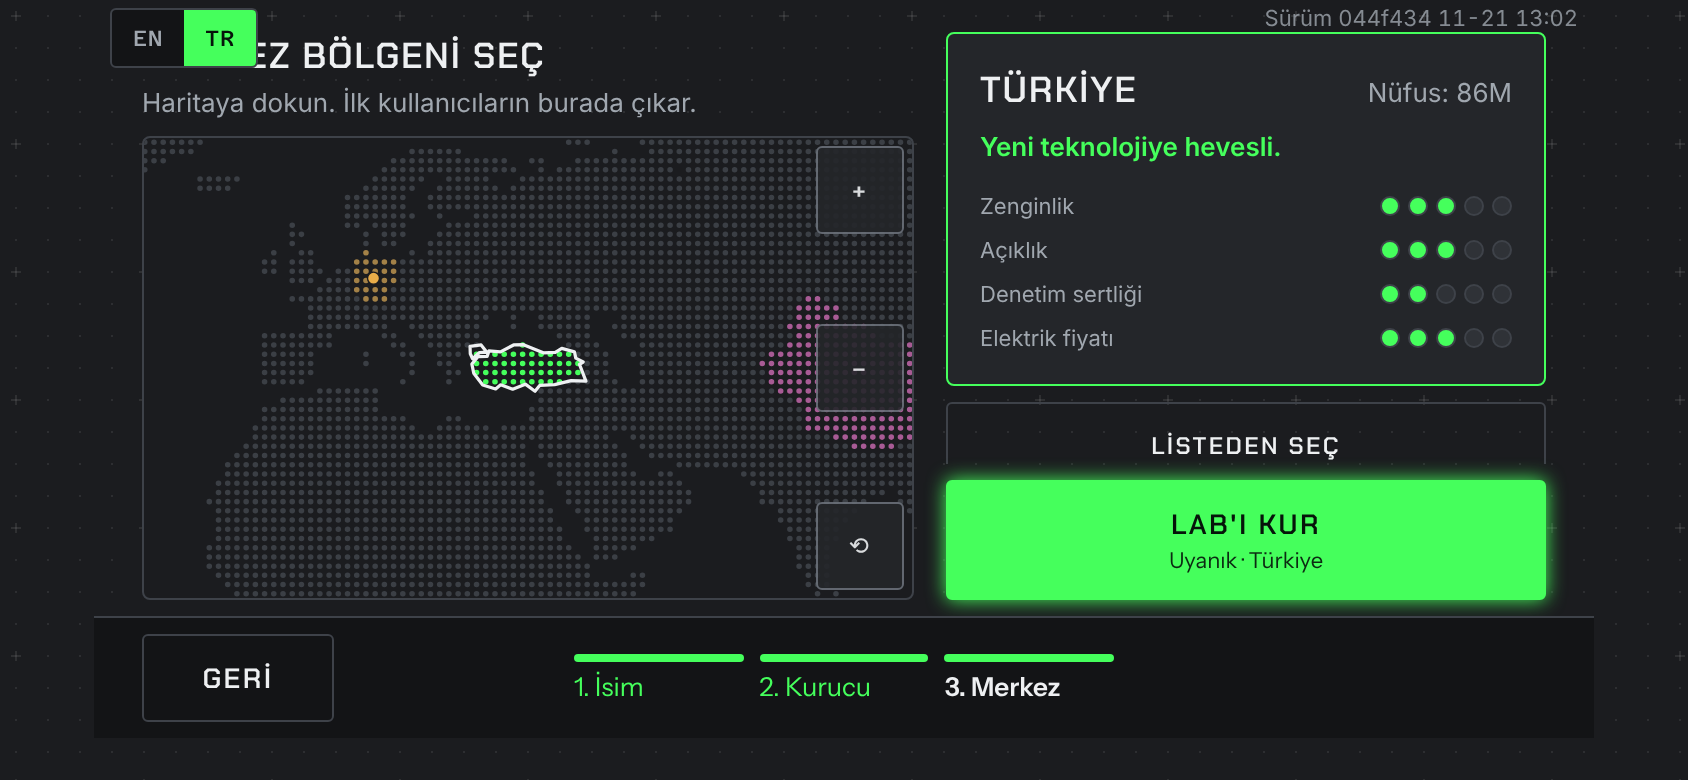 EN TR
Sürüm 044f434 11-21 13:02
EZ BÖLGENİ SEÇ
Haritaya dokun. İlk kullanıcıların burada çıkar.
+
−
⟲
TÜRKİYE
Nüfus: 86M
Yeni teknolojiye hevesli.
Zenginlik
Açıklık
Denetim sertliği
Elektrik fiyatı
LİSTEDEN SEÇ
LAB'I KUR
Uyanık · Türkiye
GERİ
1. İsim
2. Kurucu
3. Merkez